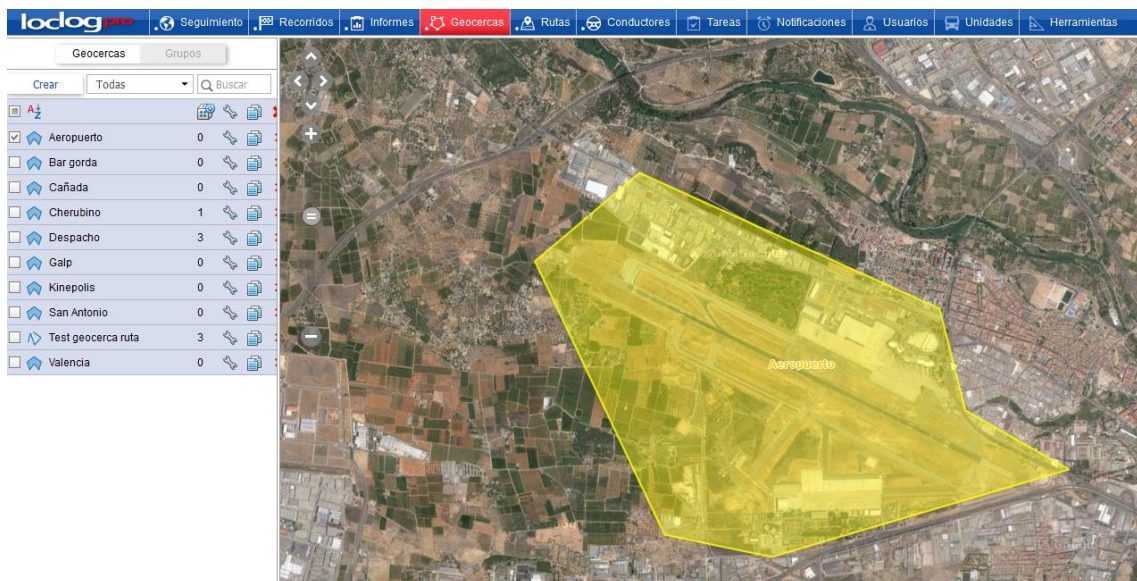 loclog pro Seguimiento Recorridos Informes Geocercas Rutas Conductores Tareas Notificaciones Usuarios Unidades Herramientas
Geocercas Grupos
Crear Todas Buscar
A Z
Aeropuerto 0
Bar gorda 0
Cañada 0
Cherubino 1
Despacho 3
Galp 0
Kinepolis 0
San Antonio 0
Test geocerca ruta 3
Valencia 0
Aeropuerto